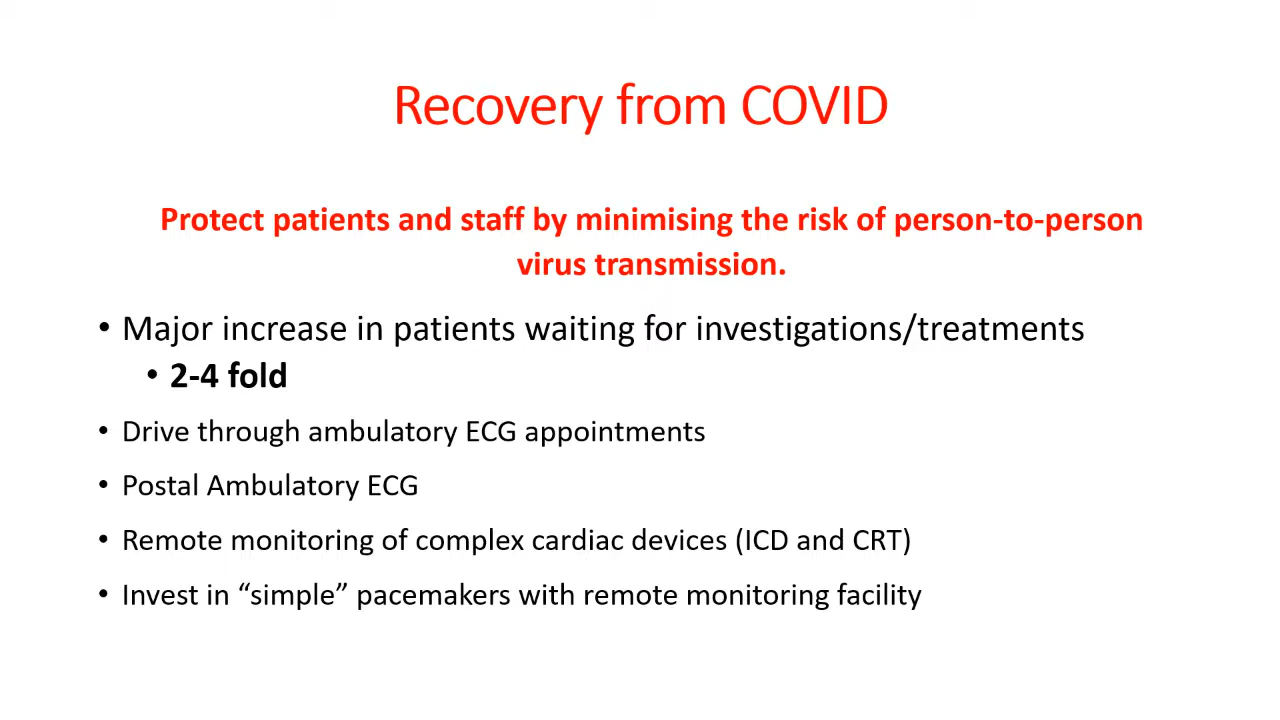 Recovery from COVID
Protect patients and staff by minimising the risk of person-to-person
virus transmission.
• Major increase in patients waiting for investigations/treatments
• 2-4 fold
• Drive through ambulatory ECG appointments
• Postal Ambulatory ECG
• Remote monitoring of complex cardiac devices (ICD and CRT)
• Invest in “simple” pacemakers with remote monitoring facility